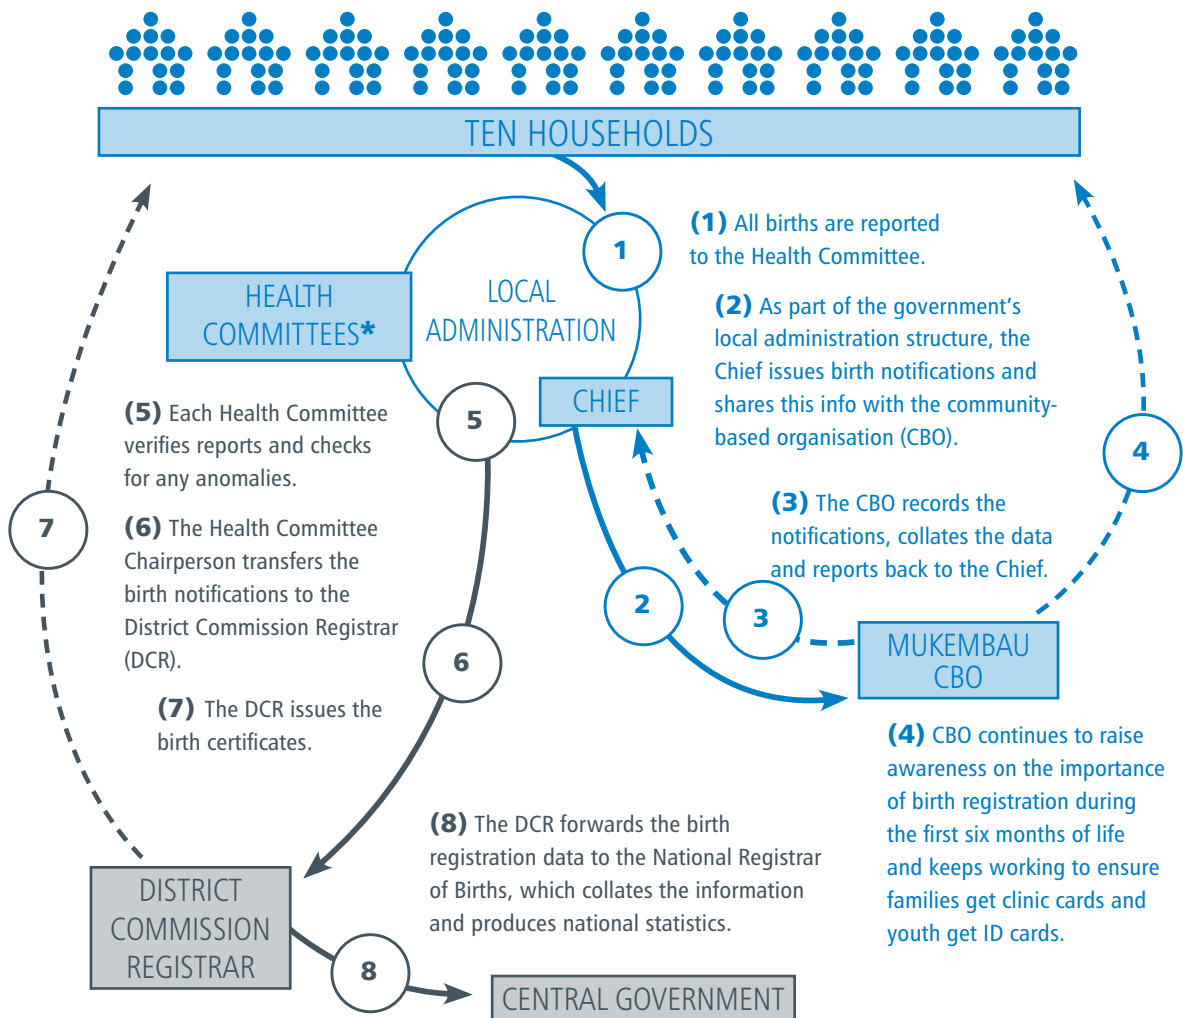 TEN HOUSEHOLDS
1
(1) All births are reported
to the Health Committee.
HEALTH
COMMITTEES*
LOCAL
ADMINISTRATION
(2) As part of the government's
local administration structure, the
Chief issues birth notifications and
shares this info with the community-
based organisation (CBO).
CHIEF
5
4
(5) Each Health Committee
verifies reports and checks
for any anomalies.
(3) The CBO records the
notifications, collates the data
and reports back to the Chief.
7
(6) The Health Committee
Chairperson transfers the
birth notifications to the
District Commission Registrar
(DCR).
2
3
6
MUKEMBAU
CBO
(7) The DCR issues the
birth certificates.
(4) CBO continues to raise
awareness on the importance
of birth registration during
the first six months of life
and keeps working to ensure
families get clinic cards and
youth get ID cards.
(8) The DCR forwards the birth
registration data to the National Registrar
of Births, which collates the information
and produces national statistics.
DISTRICT
COMMISSION
REGISTRAR
8
CENTRAL GOVERNMENT